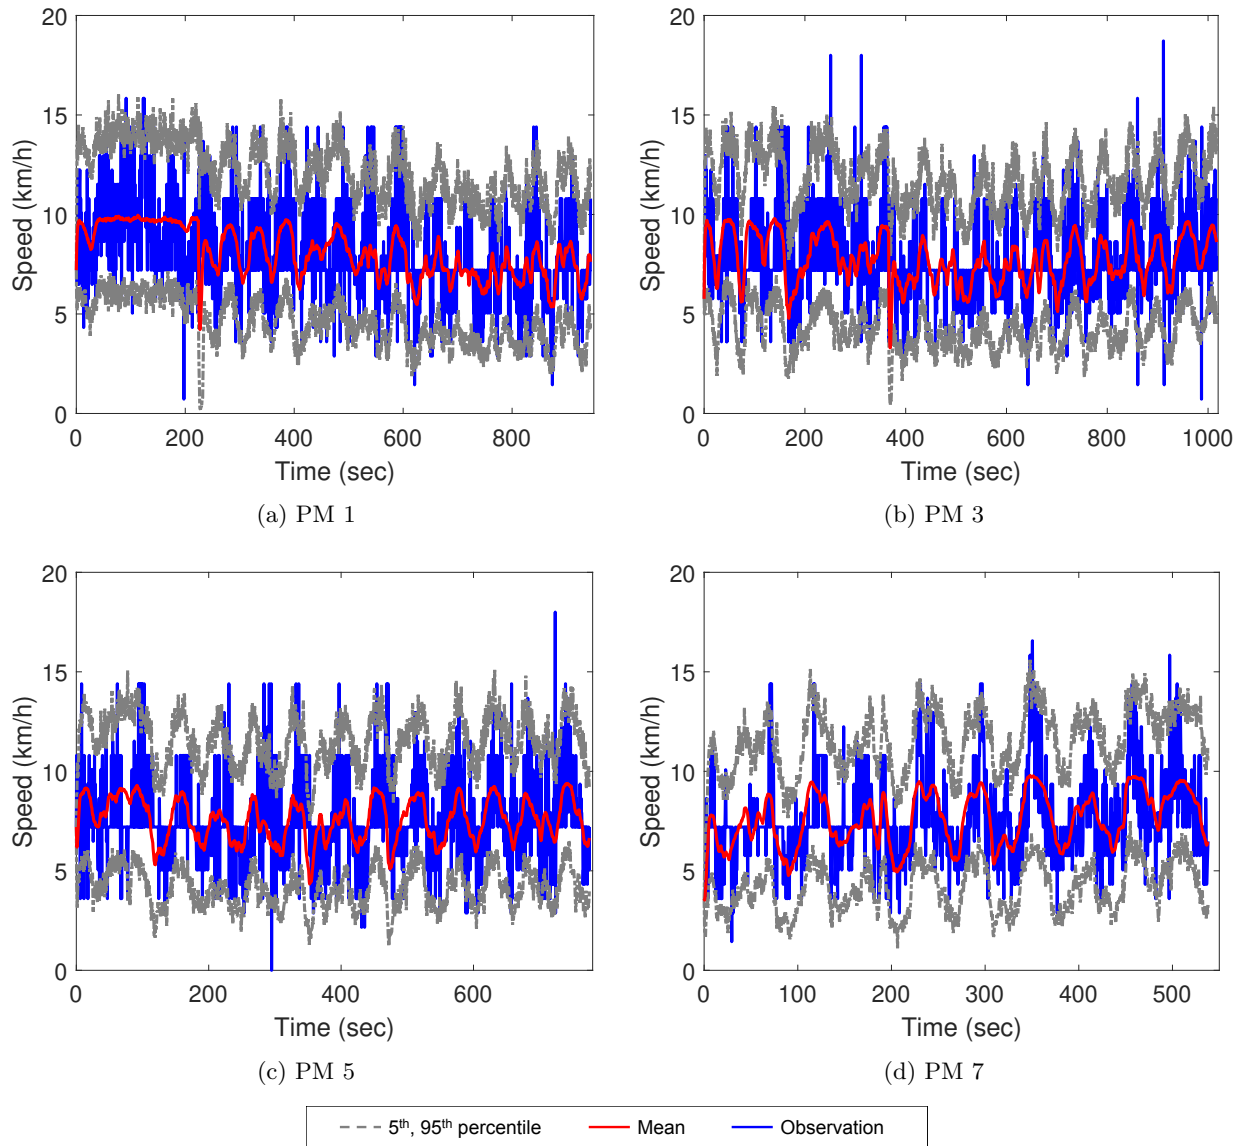 20
15
10
5
0
Speed (km/h)
0 200 400 600 800
Time (sec)
(a) PM 1
20
15
10
5
0
Speed (km/h)
0 200 400 600 800 1000
Time (sec)
(b) PM 3
20
15
10
5
0
Speed (km/h)
0 200 400 600
Time (sec)
(c) PM 5
20
15
10
5
0
Speed (km/h)
0 100 200 300 400 500
Time (sec)
(d) PM 7
5th, 95th percentile Mean Observation